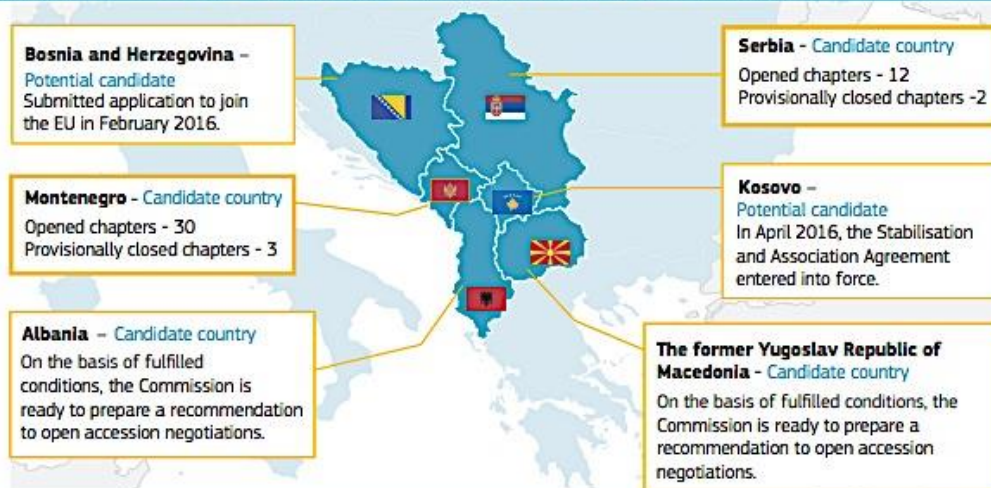 Bosnia and Herzegovina –
Potential candidate
Submitted application to join
the EU in February 2016.
Serbia - Candidate country
Opened chapters - 12
Provisionally closed chapters -2
Montenegro - Candidate country
Opened chapters - 30
Provisionally closed chapters - 3
Kosovo –
Potential candidate
In April 2016, the Stabilisation
and Association Agreement
entered into force.
Albania – Candidate country
On the basis of fulfilled
conditions, the Commission is
ready to prepare a recommendation
to open accession negotiations.
The former Yugoslav Republic of
Macedonia - Candidate country
On the basis of fulfilled conditions, the
Commission is ready to prepare a
recommendation to open accession
negotiations.